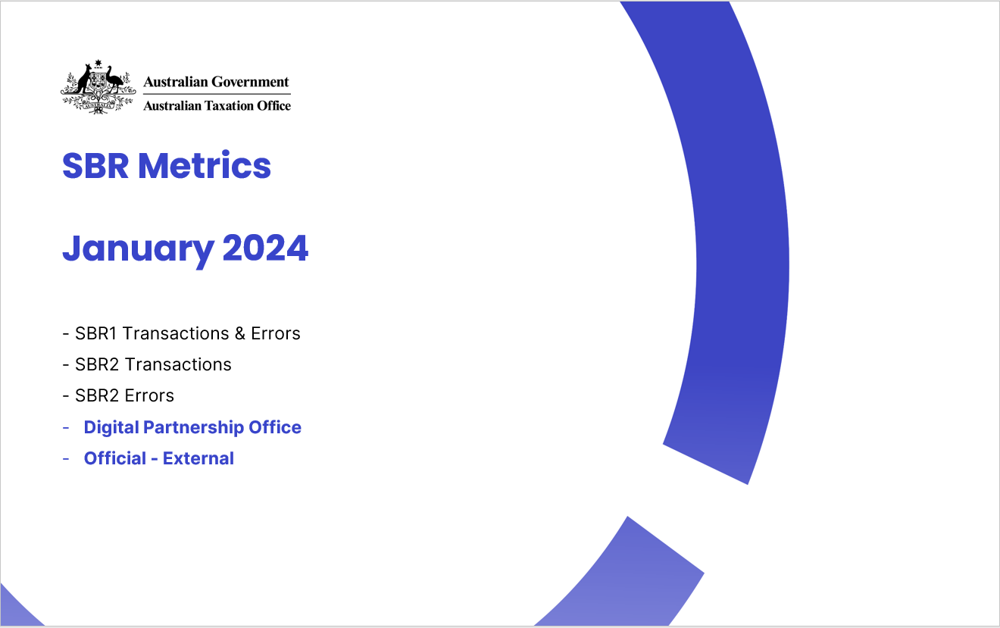 Australian Government
Australian Taxation Office
SBR Metrics
January 2024
- SBR1 Transactions & Errors
- SBR2 Transactions
- SBR2 Errors
- Digital Partnership Office
- Official - External